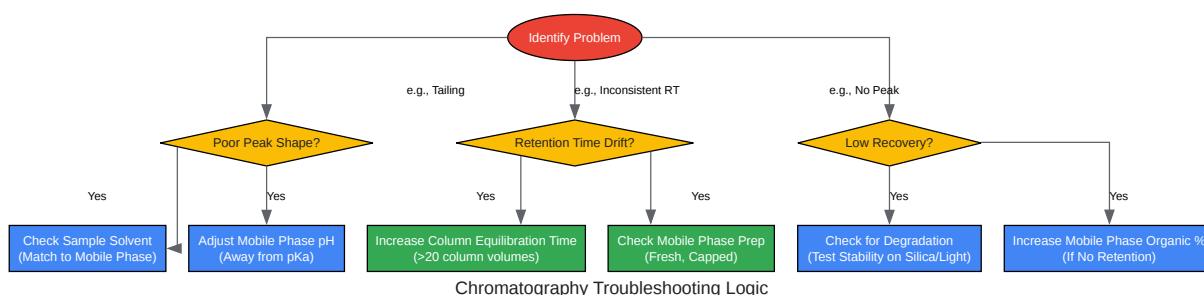 Identify Problem
e.g., Tailing
e.g., Inconsistent RT
e.g., No Peak
Poor Peak Shape?
Retention Time Drift?
Low Recovery?
Yes
Yes
Yes
Yes
Yes
Yes
Check Sample Solvent
(Match to Mobile Phase)
Adjust Mobile Phase pH
(Away from pKa)
Increase Column Equilibration Time
(>20 column volumes)
Check Mobile Phase Prep
(Fresh, Capped)
Check for Degradation
(Test Stability on Silica/Light)
Increase Mobile Phase Organic %
(If No Retention)
Chromatography Troubleshooting Logic